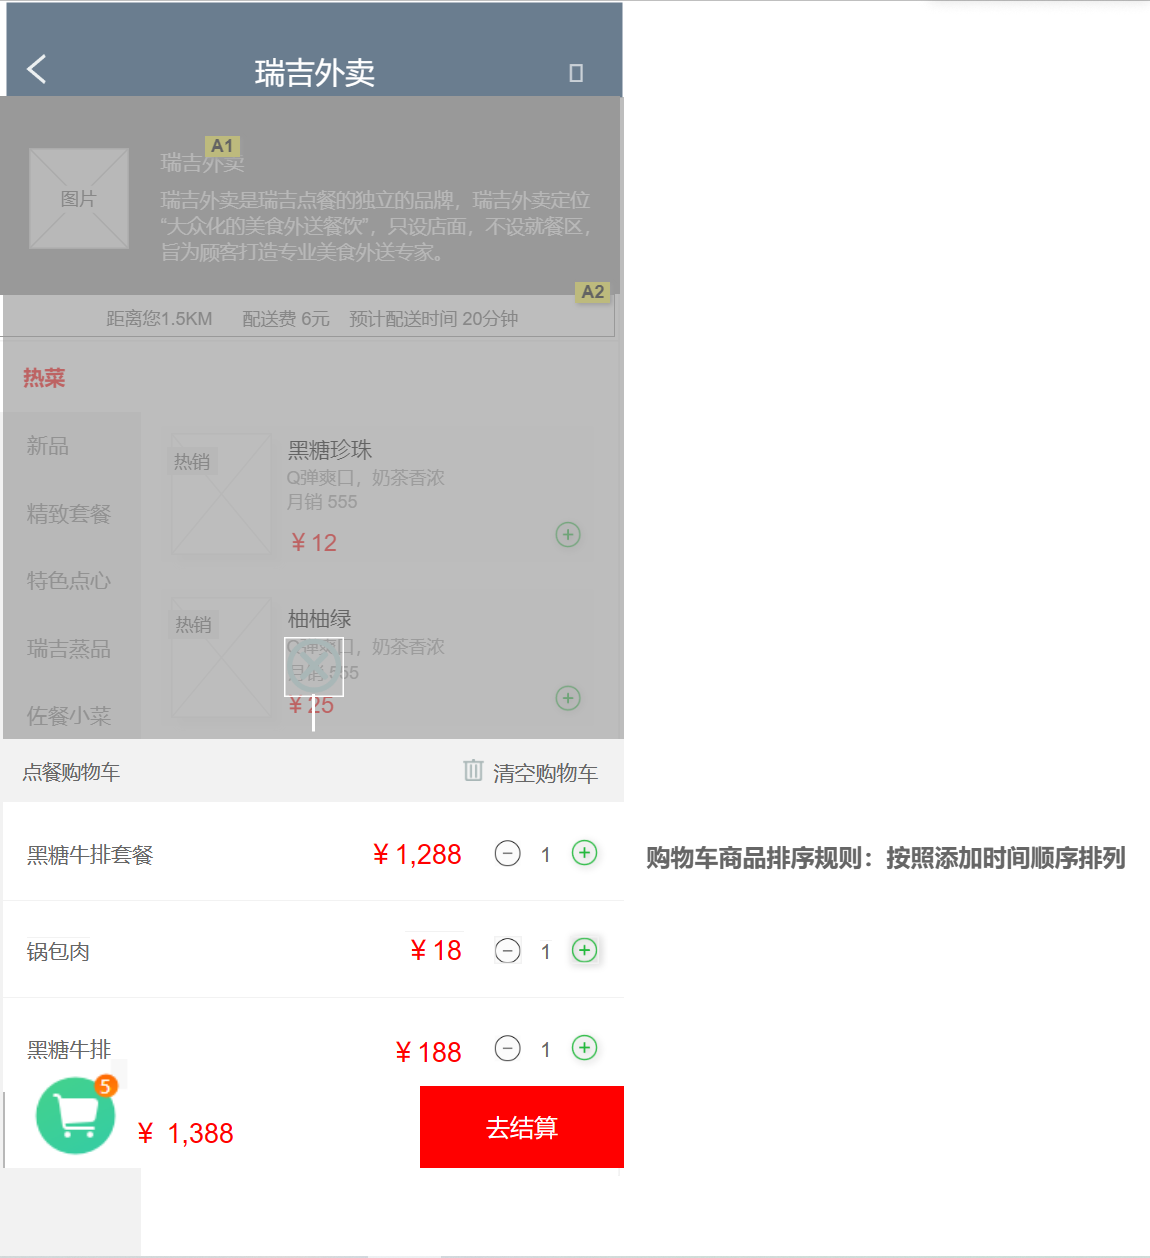 瑞吉外卖
A1
瑞吉外卖
图片
瑞吉外卖是瑞吉点餐的独立的品牌，瑞吉外卖定位
“大众化的美食外送餐饮”，只设店面，不设就餐区，
旨为顾客打造专业美食外送专家。
A2
距离您1.5KM 配送费 6元 预计配送时间 20分钟
热菜
新品
精致套餐
特色点心
瑞吉蒸品
佐餐小菜
热销
黑糖珍珠
Q弹爽口，奶茶香浓
月销 555
¥ 12
热销
柚柚绿
Q弹爽口，奶茶香浓
月销 555
¥ 25
点餐购物车 清空购物车
黑糖牛排套餐 ¥ 1,288 1
购物车商品排序规则：按照添加时间顺序排列
锅包肉 ¥ 18 1
黑糖牛排 ¥ 188 1
5
¥ 1,388
去结算